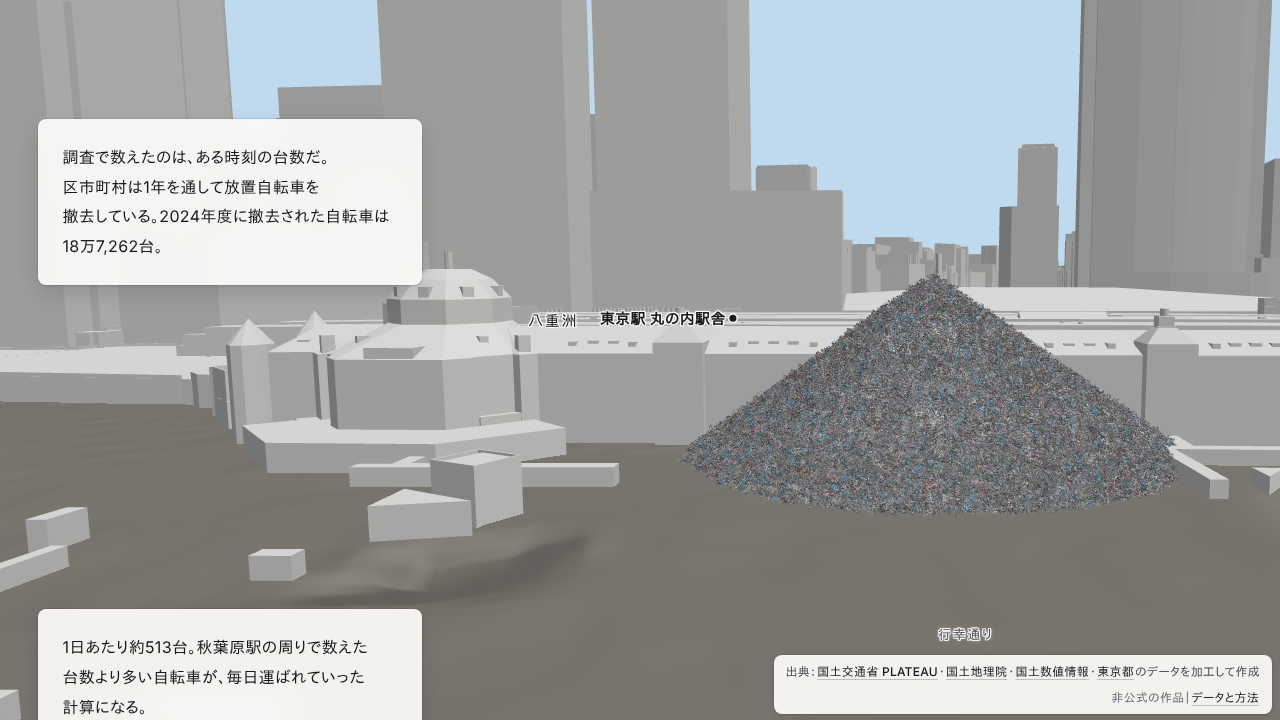 調査で数えたのは、ある時刻の台数だ。
区市町村は1年を通して放置自転車を
撤去している。2024年度に撤去された自転車は
18万7,262台。
八重洲
東京駅 丸の内駅舎
1日あたり約513台。秋葉原駅の周りで数えた
台数より多い自転車が、毎日運ばれていった
計算になる。
行幸通り
出典: 国土交通省 PLATEAU · 国土地理院 · 国土数値情報 · 東京都のデータを加工して作成
非公式の作品 | データと方法